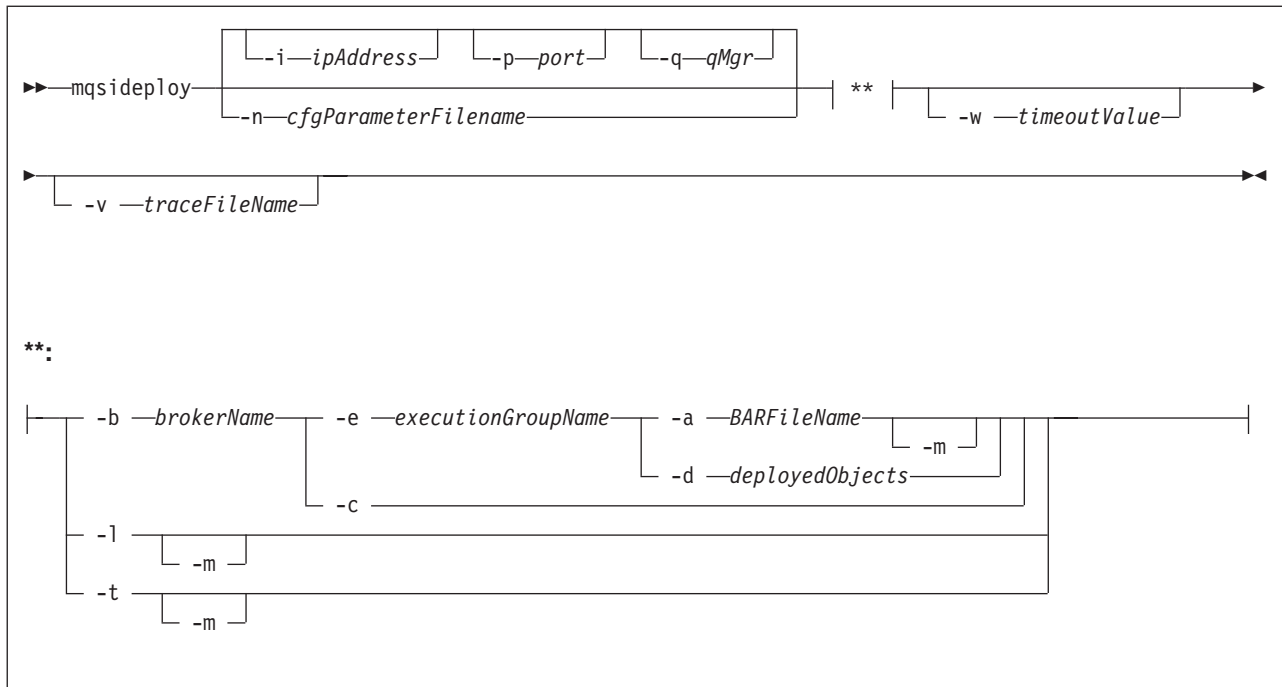 -i ipAddress -p port -q qMgr
mqsideploy ** -w timeoutValue
-n cfgParameterFilename
-v traceFileName
**:
-b brokerName -e executionGroupName -a BARFileName
-m
-d deployedObjects
-c
-l
-m
-t
-m